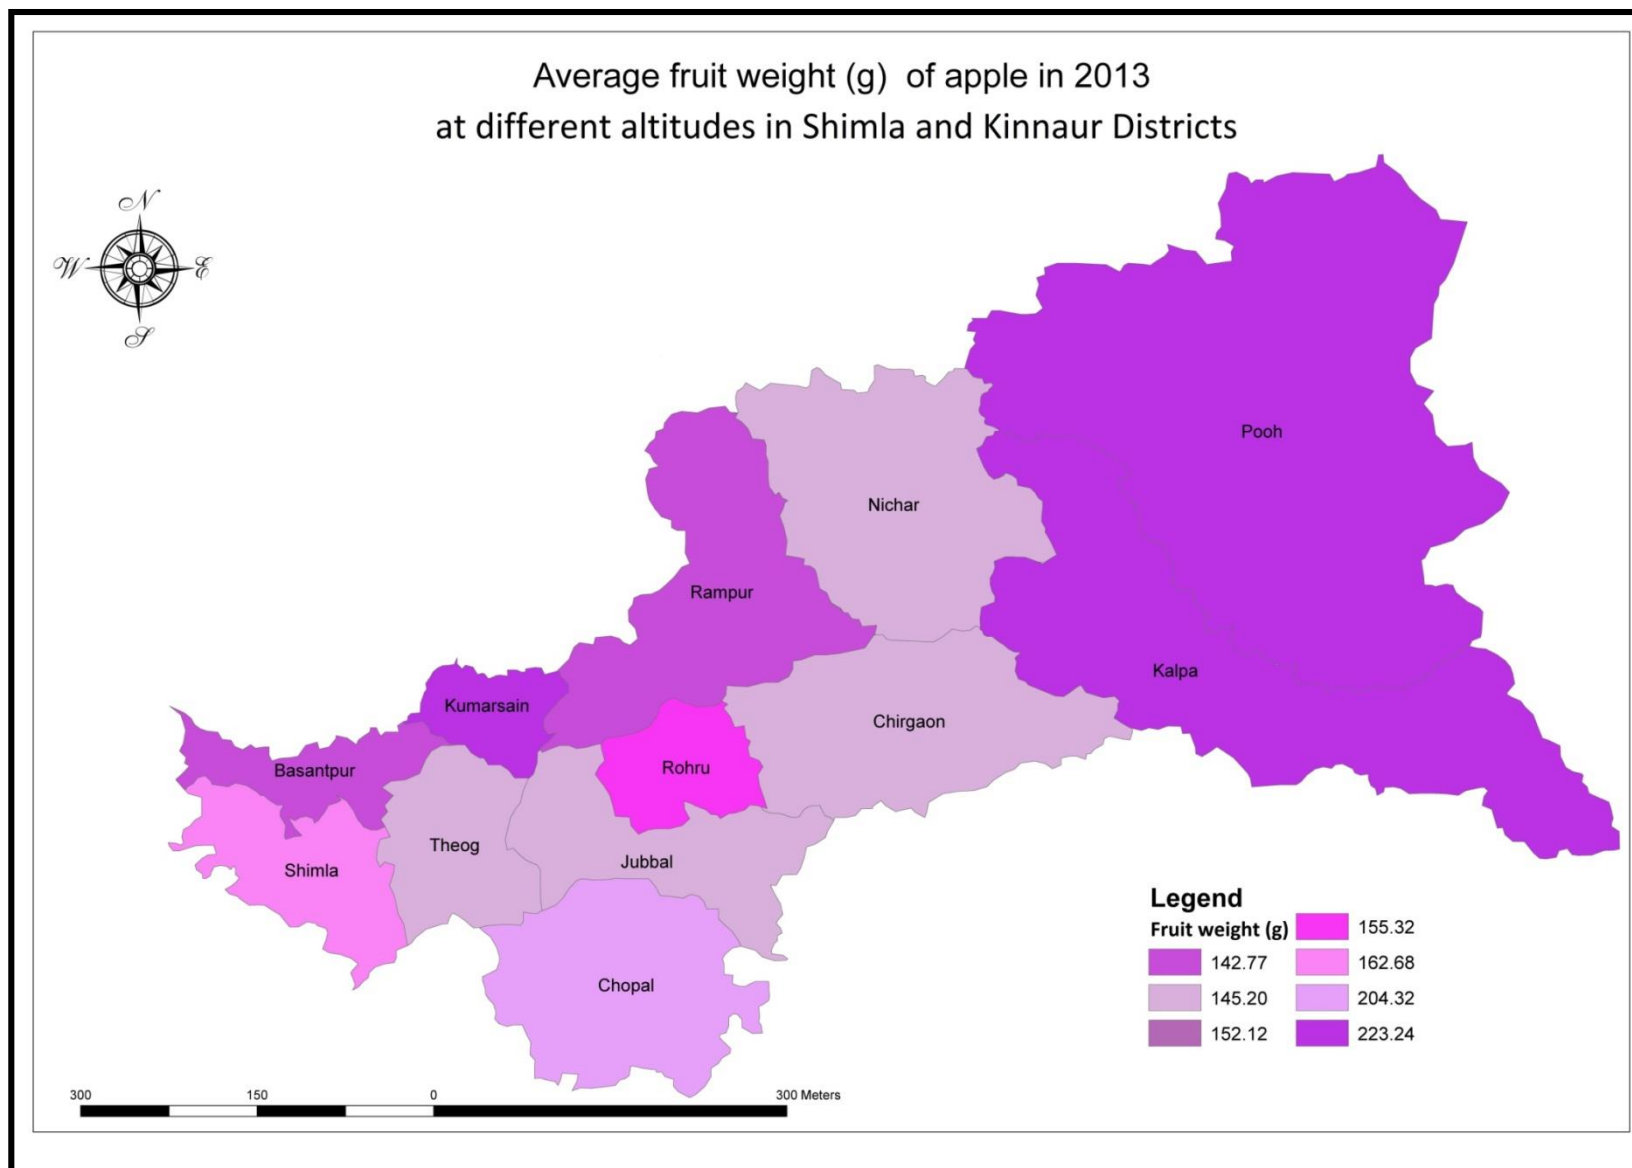 Average fruit weight (g) of apple in 2013
at different altitudes in Shimla and Kinnaur Districts
N
W E
S
Pooh
Nichar
Rampur
Kalpa
Kumarsain
Chirgaon
Basantpur
Rohru
Theog
Jubbal
Shimla
Chopal
Legend
Fruit weight (g)
142.77
145.20
152.12
155.32
162.68
204.32
223.24
300 150 0 300 Meters